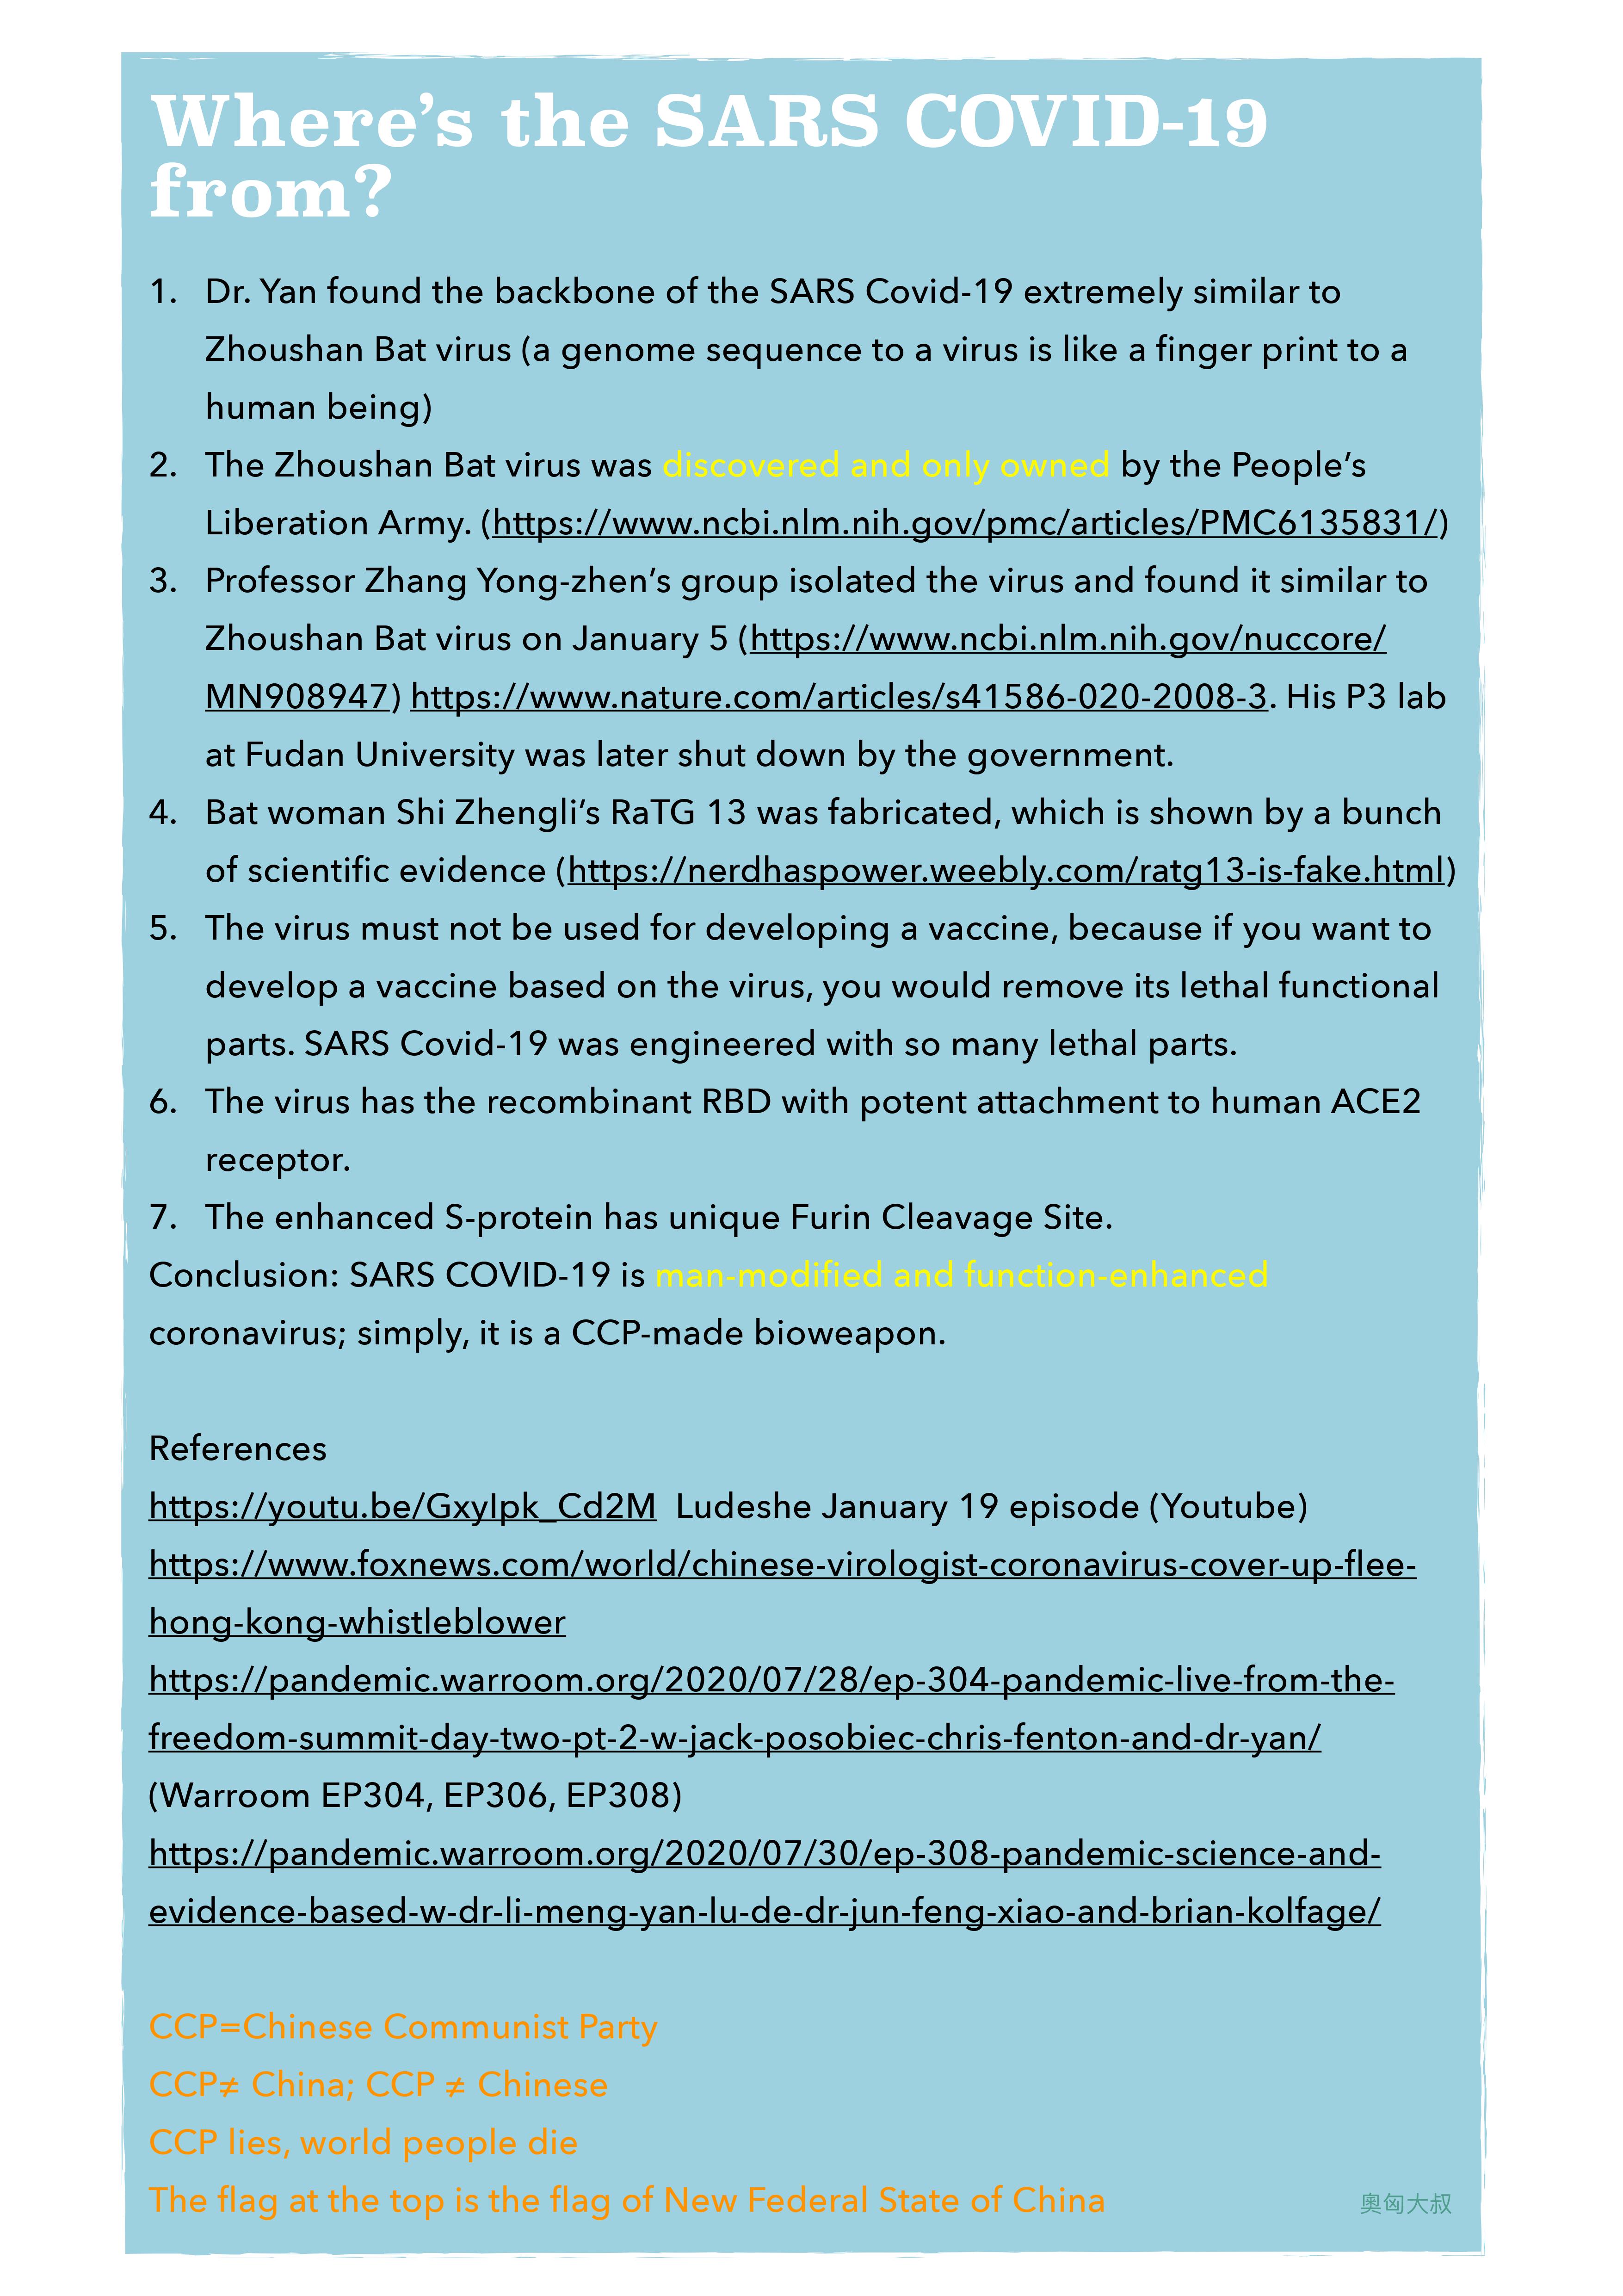 Where’s the SARS COVID-19
from?
1. Dr. Yan found the backbone of the SARS Covid-19 extremely similar to
Zhoushan Bat virus (a genome sequence to a virus is like a finger print to a
human being)
2. The Zhoushan Bat virus was discovered and only owned by the People’s
Liberation Army. (https://www.ncbi.nlm.nih.gov/pmc/articles/PMC6135831/)
3. Professor Zhang Yong-zhen’s group isolated the virus and found it similar to
Zhoushan Bat virus on January 5 (https://www.ncbi.nlm.nih.gov/nuccore/
MN908947) https://www.nature.com/articles/s41586-020-2008-3. His P3 lab
at Fudan University was later shut down by the government.
4. Bat woman Shi Zhengli’s RaTG 13 was fabricated, which is shown by a bunch
of scientific evidence (https://nerdhaspower.weebly.com/ratg13-is-fake.html)
5. The virus must not be used for developing a vaccine, because if you want to
develop a vaccine based on the virus, you would remove its lethal functional
parts. SARS Covid-19 was engineered with so many lethal parts.
6. The virus has the recombinant RBD with potent attachment to human ACE2
receptor.
7. The enhanced S-protein has unique Furin Cleavage Site.
Conclusion: SARS COVID-19 is man-modified and function-enhanced
coronavirus; simply, it is a CCP-made bioweapon.
References
https://youtu.be/GxyIpk_Cd2M Ludeshe January 19 episode (Youtube)
https://www.foxnews.com/world/chinese-virologist-coronavirus-cover-up-flee-
hong-kong-whistleblower
https://pandemic.warroom.org/2020/07/28/ep-304-pandemic-live-from-the-
freedom-summit-day-two-pt-2-w-jack-posobiec-chris-fenton-and-dr-yan/
(Warroom EP304, EP306, EP308)
https://pandemic.warroom.org/2020/07/30/ep-308-pandemic-science-and-
evidence-based-w-dr-li-meng-yan-lu-de-dr-jun-feng-xiao-and-brian-kolfage/
CCP=Chinese Communist Party
CCP≠ China; CCP ≠ Chinese
CCP lies, world people die
The flag at the top is the flag of New Federal State of China
奧匈大叔